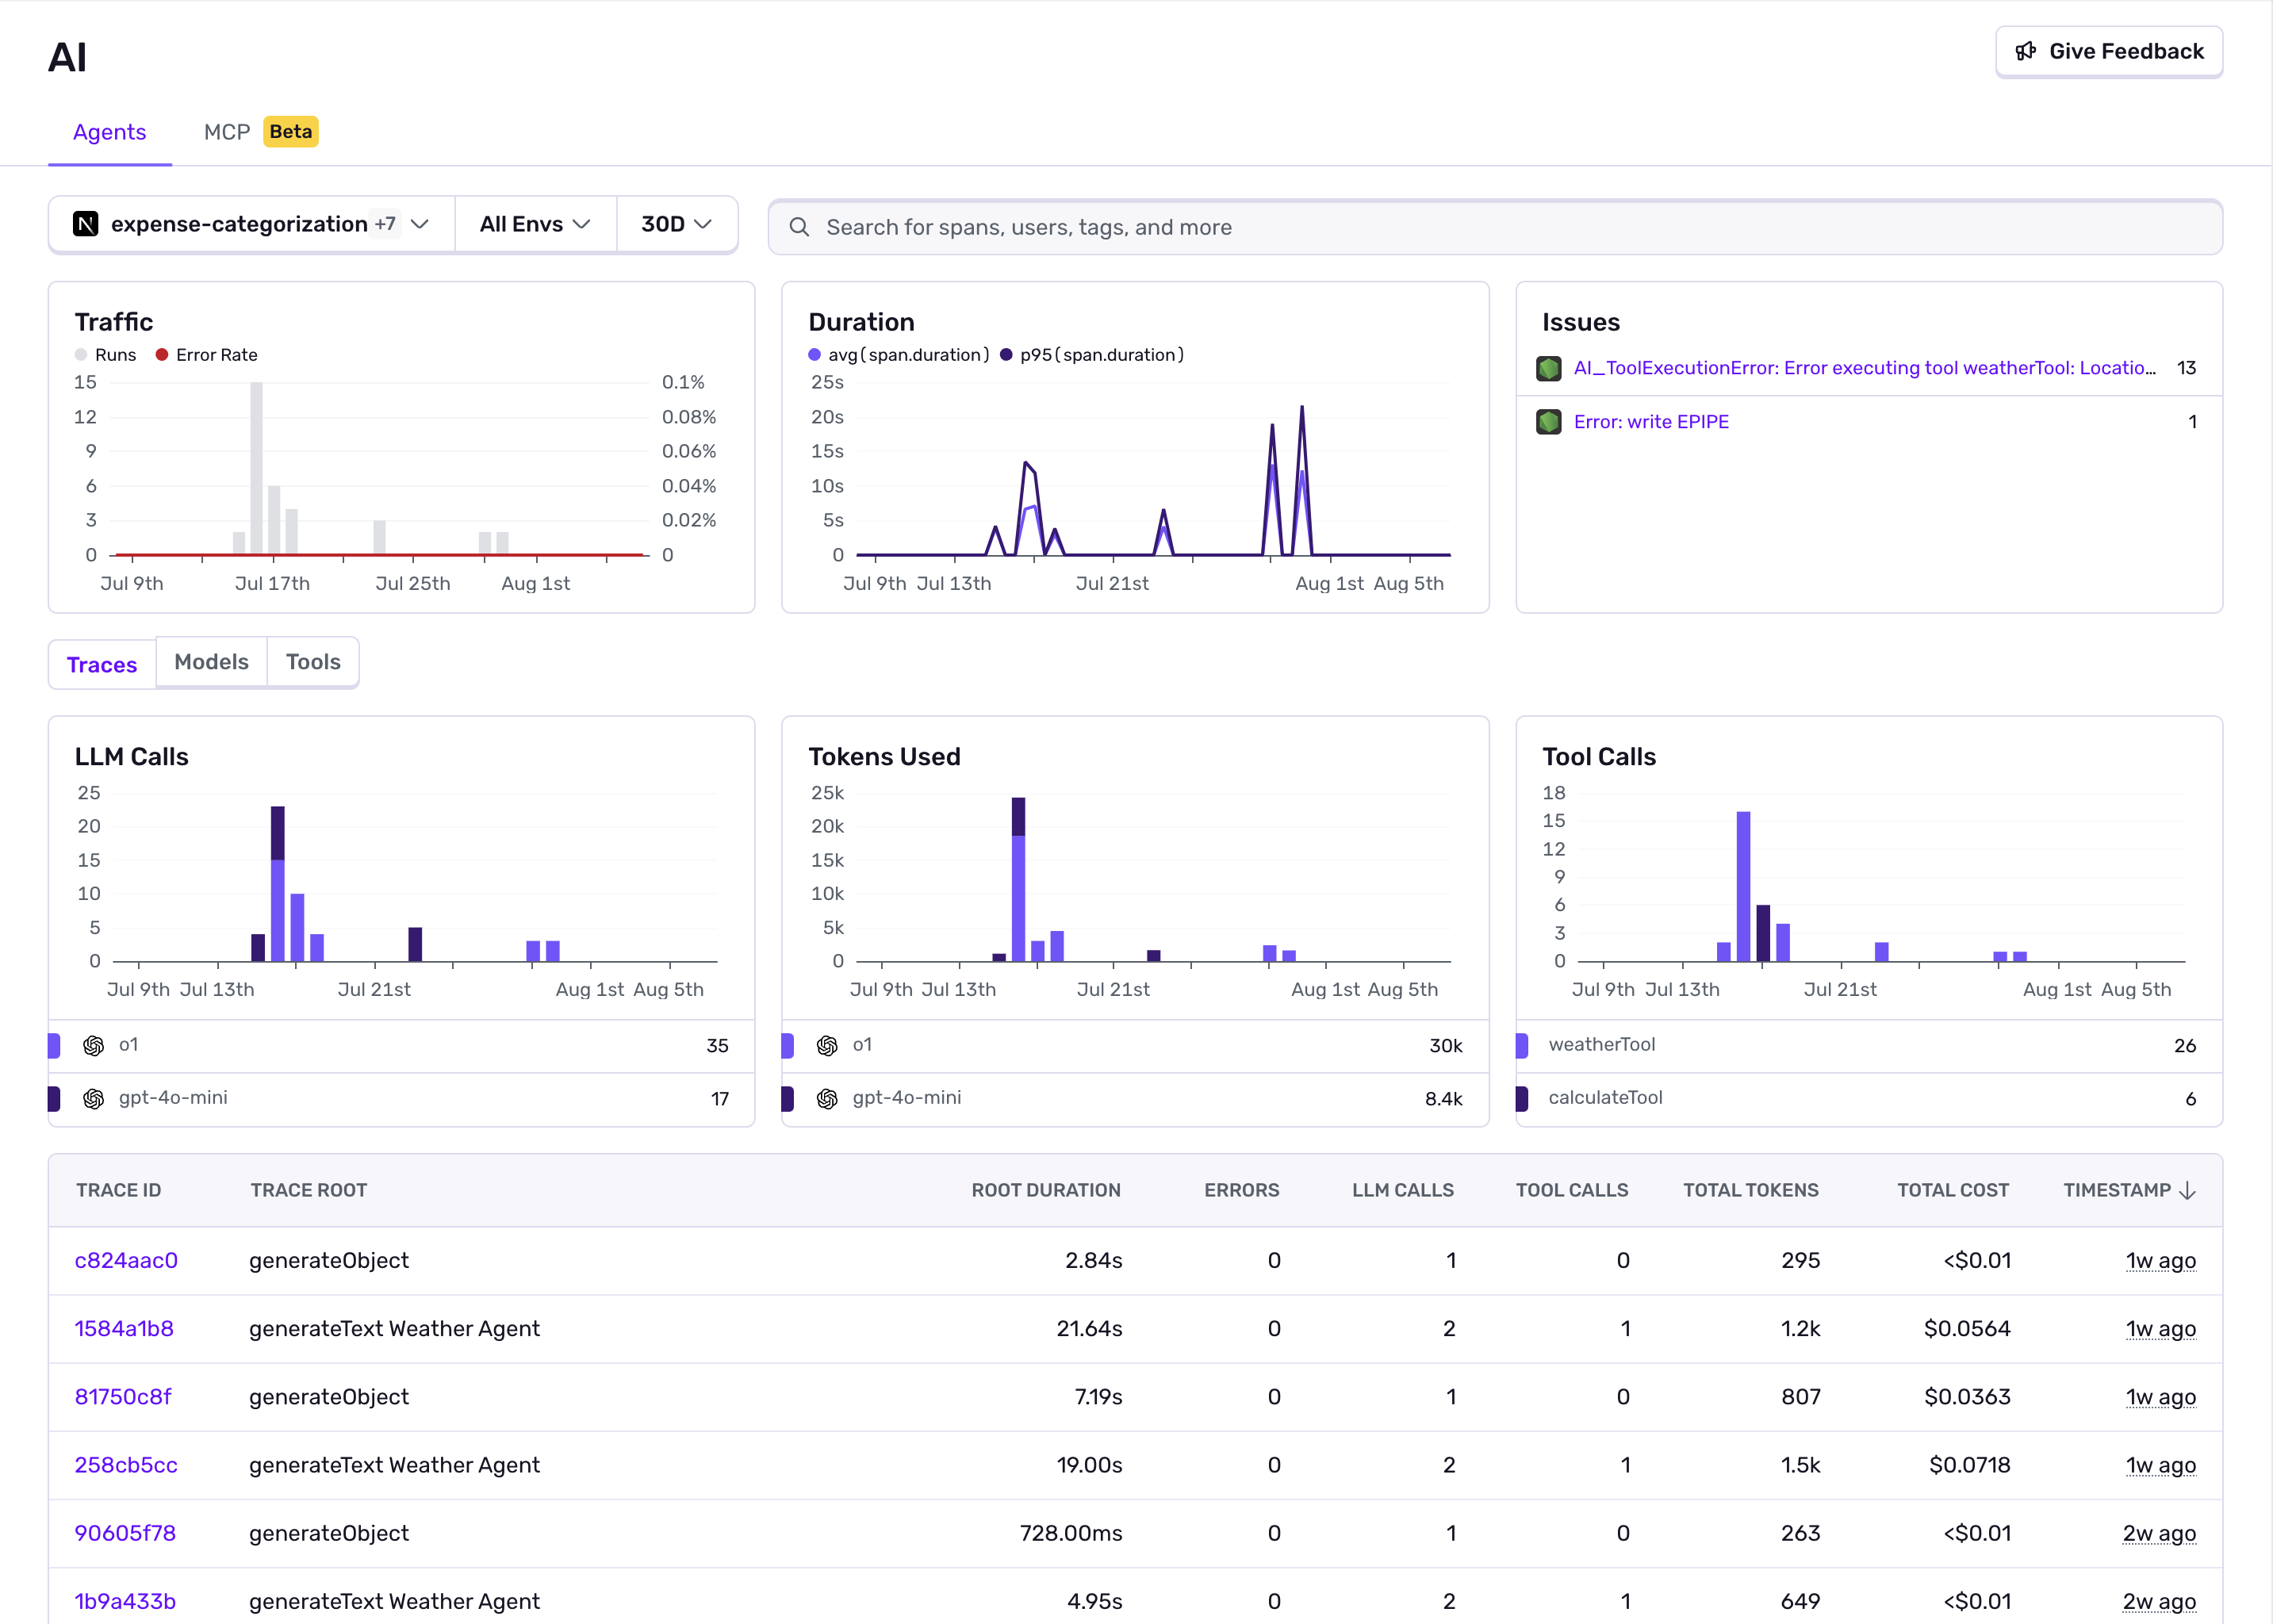 AI
Give Feedback
Agents
MCP Beta
expense-categorization +7
All Envs
30D
Search for spans, users, tags, and more
Traffic
Runs Error Rate
15 0.1%
12 0.08%
9 0.06%
6 0.04%
3 0.02%
0 0
Jul 9th Jul 17th Jul 25th Aug 1st
Duration
avg(span.duration) p95(span.duration)
25s
20s
15s
10s
5s
0
Jul 9th Jul 13th Jul 21st Aug 1st Aug 5th
Issues
AI_ToolExecutionError: Error executing tool weatherTool: Locatio... 13
Error: write EPIPE 1
Traces Models Tools
LLM Calls
25
20
15
10
5
0
Jul 9th Jul 13th Jul 21st Aug 1st Aug 5th
o1 35
gpt-4o-mini 17
Tokens Used
25k
20k
15k
10k
5k
0
Jul 9th Jul 13th Jul 21st Aug 1st Aug 5th
o1 30k
gpt-4o-mini 8.4k
Tool Calls
18
15
12
9
6
3
0
Jul 9th Jul 13th Jul 21st Aug 1st Aug 5th
weatherTool 26
calculateTool 6
TRACE ID TRACE ROOT ROOT DURATION ERRORS LLM CALLS TOOL CALLS TOTAL TOKENS TOTAL COST TIMESTAMP
c824aac0 generateObject 2.84s 0 1 0 295 <$0.01 1w ago
1584a1b8 generateText Weather Agent 21.64s 0 2 1 1.2k $0.0564 1w ago
81750c8f generateObject 7.19s 0 1 0 807 $0.0363 1w ago
258cb5cc generateText Weather Agent 19.00s 0 2 1 1.5k $0.0718 1w ago
90605f78 generateObject 728.00ms 0 1 0 263 <$0.01 2w ago
1b9a433b generateText Weather Agent 4.95s 0 2 1 649 <$0.01 2w ago